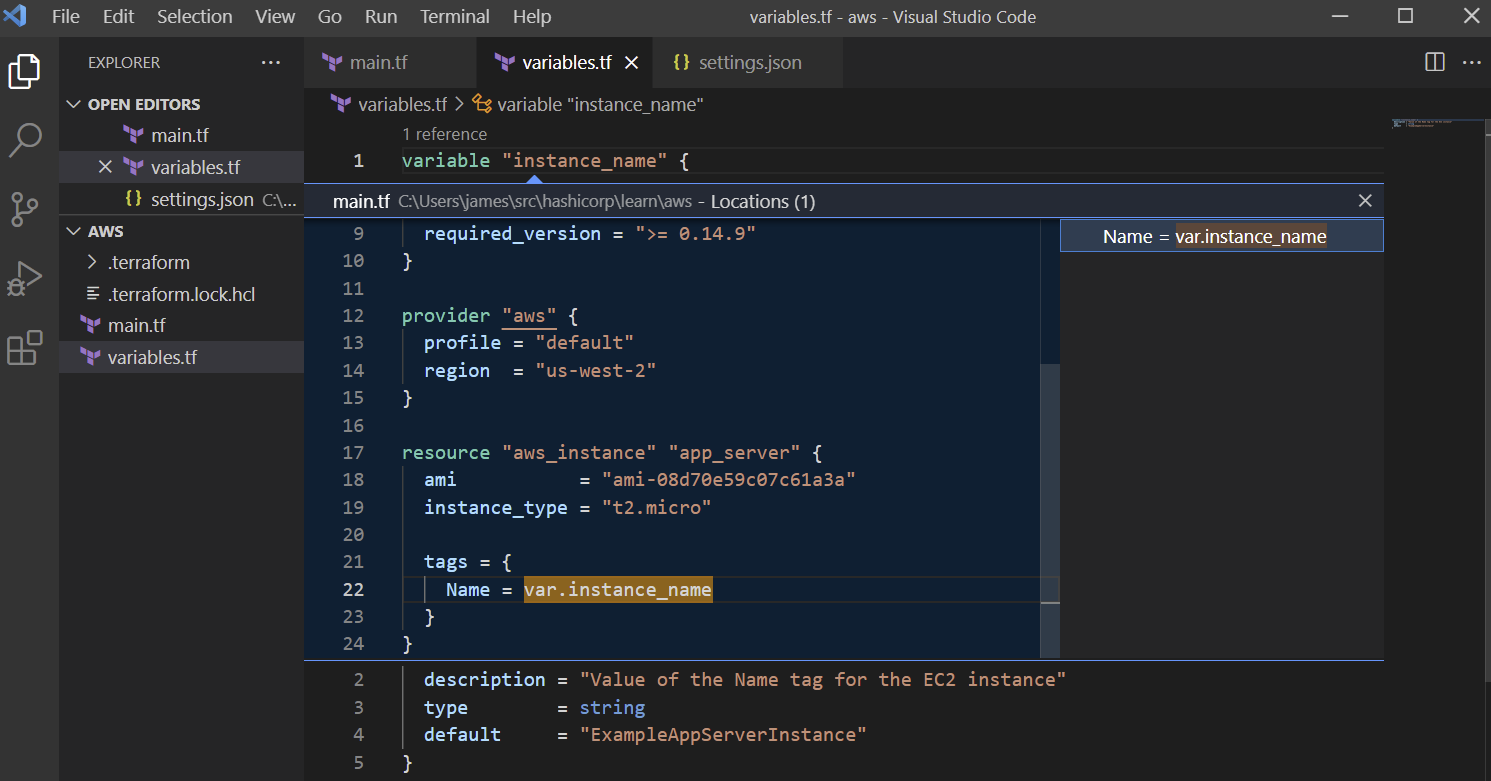 File Edit Selection View Go Run Terminal Help variables.tf - aws - Visual Studio Code
EXPLORER
OPEN EDITORS
main.tf
variables.tf
settings.json C:\...
AWS
.terraform
.terraform.lock.hcl
main.tf
variables.tf
main.tf variables.tf settings.json
variables.tf > variable "instance_name"
1 reference
1 variable "instance_name" {
main.tf C:\Users\james\src\hashicorp\learn\aws - Locations (1)
9 required_version = ">= 0.14.9"
10 }
11
12 provider "aws" {
13 profile = "default"
14 region  = "us-west-2"
15 }
16
17 resource "aws_instance" "app_server" {
18 ami           = "ami-08d70e59c07c61a3a"
19 instance_type = "t2.micro"
20
21 tags = {
22 Name = var.instance_name
23 }
24 }
Name = var.instance_name
2 description = "Value of the Name tag for the EC2 instance"
3 type        = string
4 default     = "ExampleAppServerInstance"
5 }